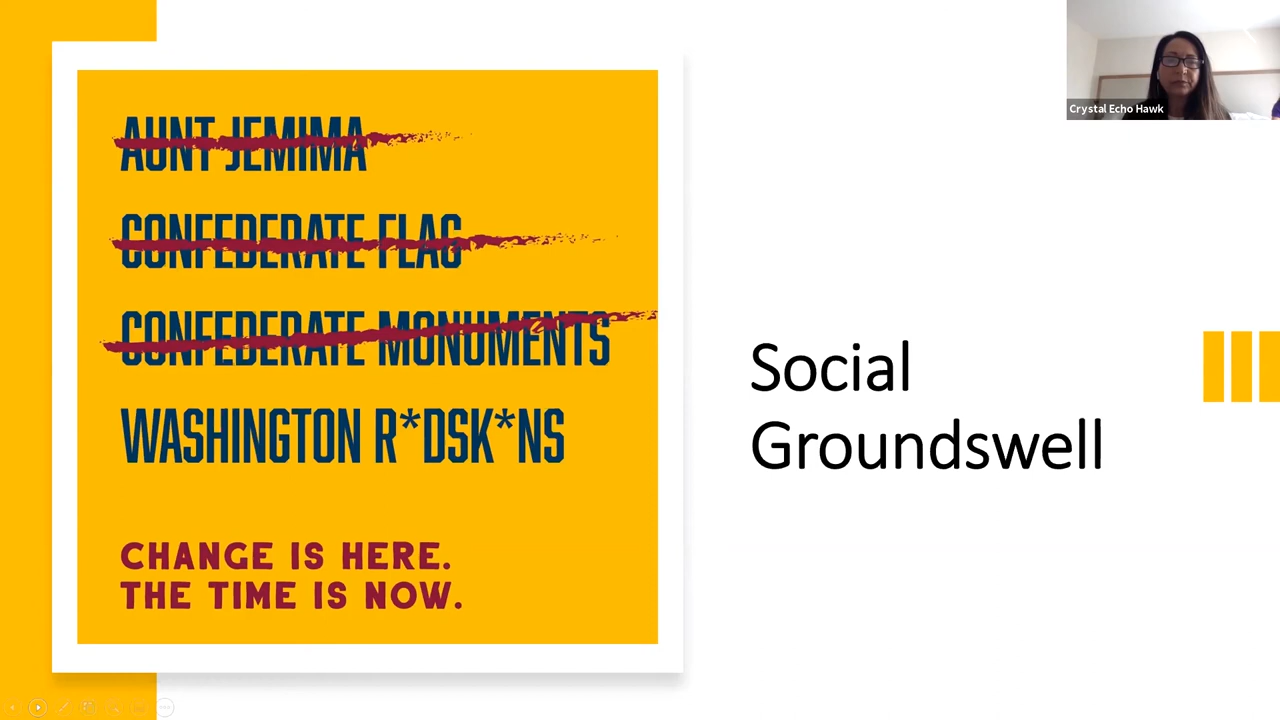 AUNT JEMIMA
CONFEDERATE FLAG
CONFEDERATE MONUMENTS
WASHINGTON R*DSK*NS
CHANGE IS HERE.
THE TIME IS NOW.
Social
Groundswell
Crystal Echo Hawk